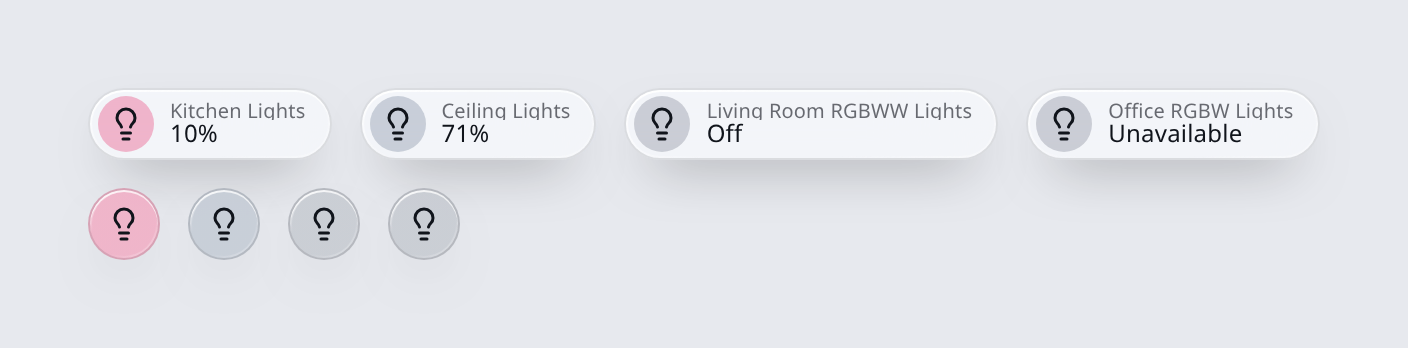 Kitchen Lights
10%
Ceiling Lights
71%
Living Room RGBWW Lights
Off
Office RGBW Lights
Unavailable